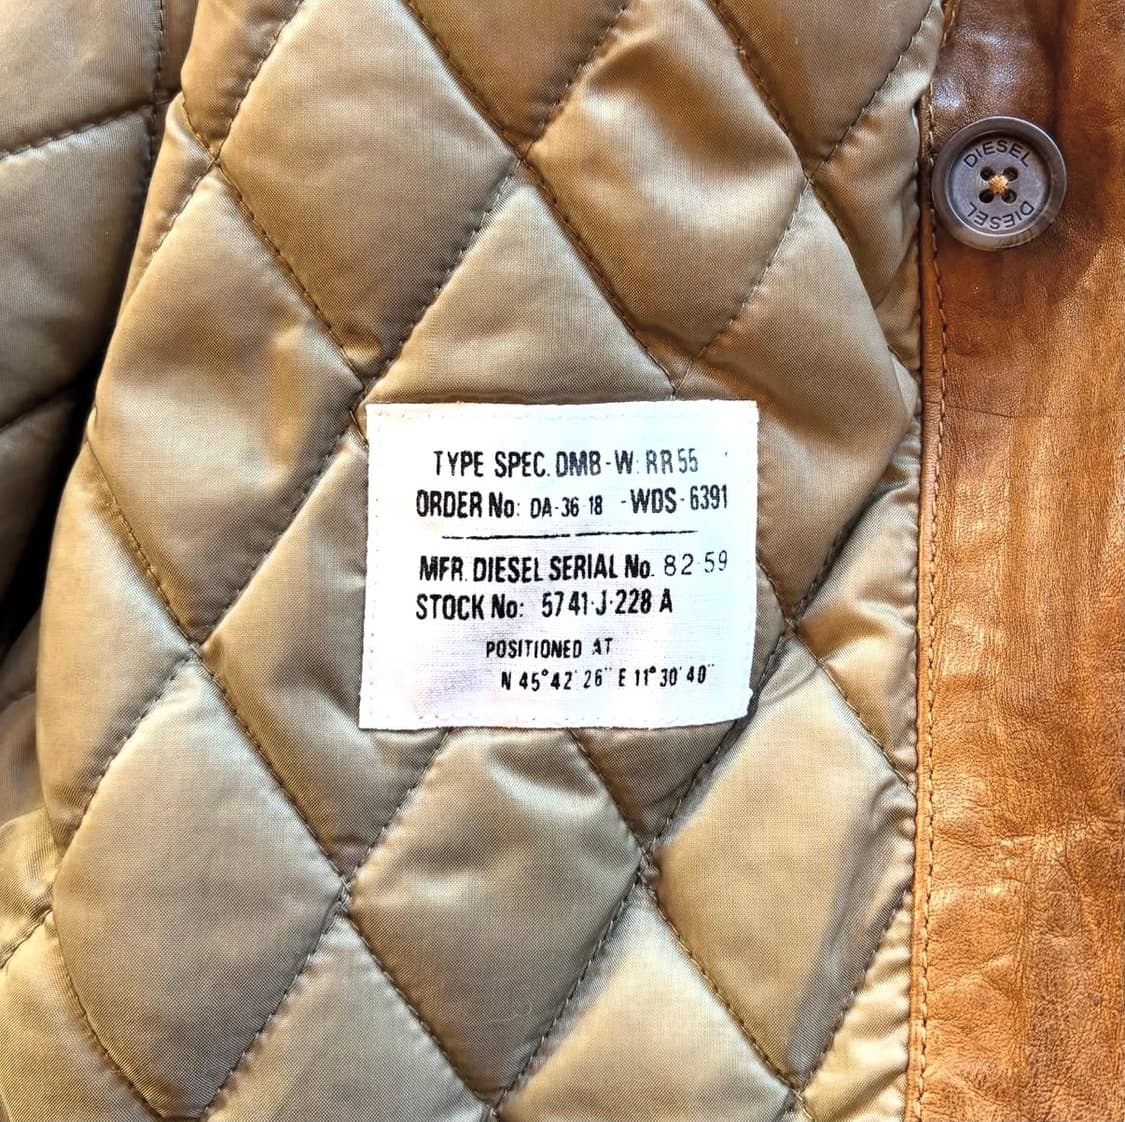 TYPE SPEC. DMB-W: RR55
ORDER No: DA-36 18 -WDS-6391
MFR. DIESEL SERIAL No. 82 59
STOCK No: 5741-J-228 A
POSITIONED AT
N 45°42'26" E 11°30'40"
DIESEL
DIESEL